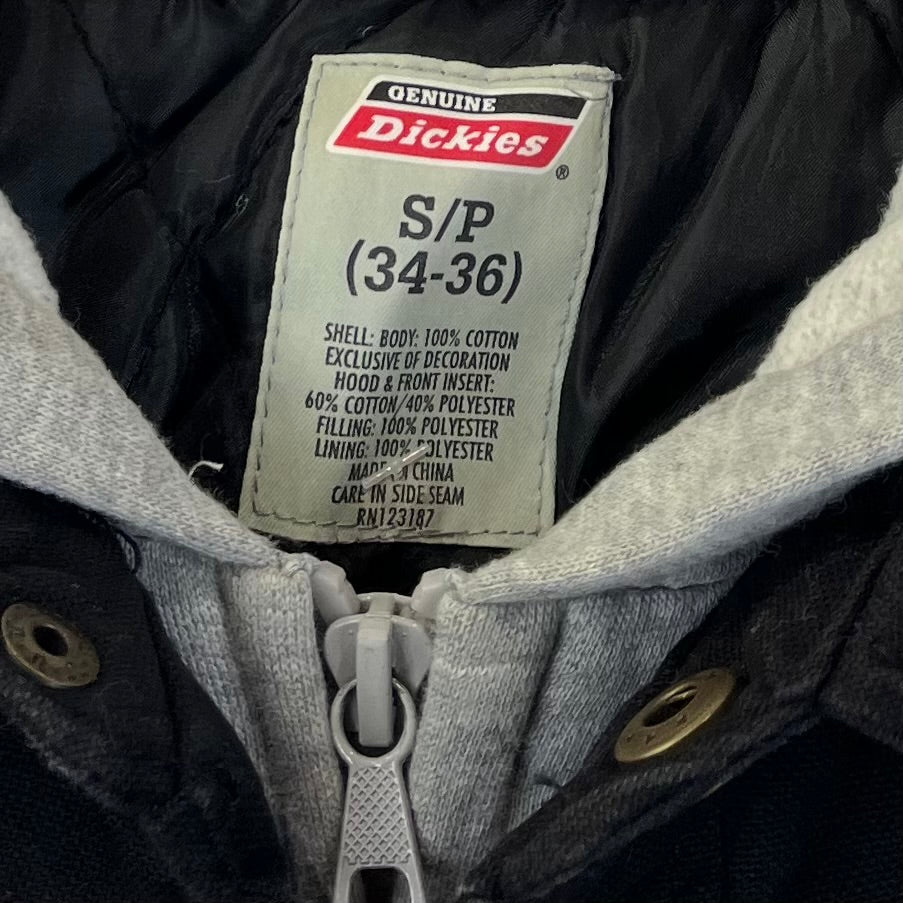 GENUINE
Dickies
®
S/P
(34-36)
SHELL: BODY: 100% COTTON
EXCLUSIVE OF DECORATION
HOOD & FRONT INSERT:
60% COTTON/40% POLYESTER
FILLING: 100% POLYESTER
LINING: 100% POLYESTER
MADE IN CHINA
CARE IN SIDE SEAM
RN123187